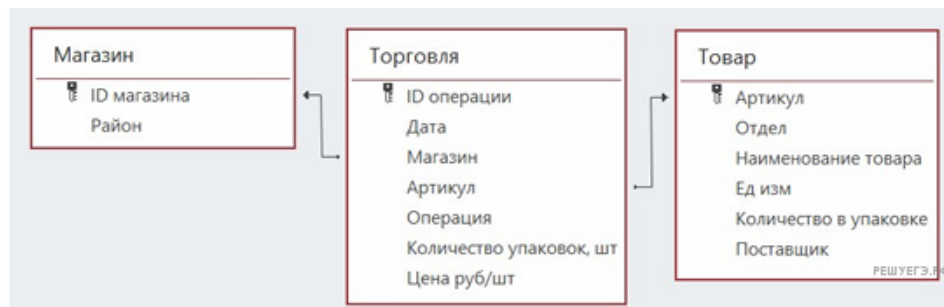 Магазин
ID магазина
Район
Торговля
ID операции
Дата
Магазин
Артикул
Операция
Количество упаковок, шт
Цена руб/шт
Товар
Артикул
Отдел
Наименование товара
Ед изм
Количество в упаковке
Поставщик